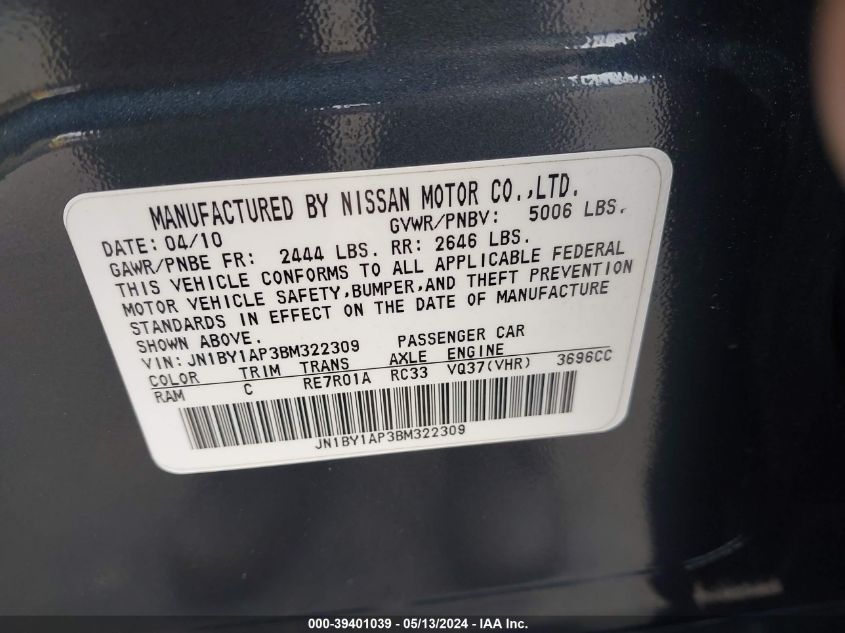 MANUFACTURED BY NISSAN MOTOR CO.,LTD.
DATE: 04/10 GVWR/PNBV: 5006 LBS.
GAWR/PNBE FR: 2444 LBS. RR: 2646 LBS.
THIS VEHICLE CONFORMS TO ALL APPLICABLE FEDERAL
MOTOR VEHICLE SAFETY,BUMPER,AND THEFT PREVENTION
STANDARDS IN EFFECT ON THE DATE OF MANUFACTURE
SHOWN ABOVE.
VIN: JN1BY1AP3BM322309 PASSENGER CAR
COLOR TRIM TRANS AXLE ENGINE
RAM C RE7R01A RC33 VQ37(VHR) 3696CC
JN1BY1AP3BM322309
000-39401039 - 05/13/2024 - IAA Inc.